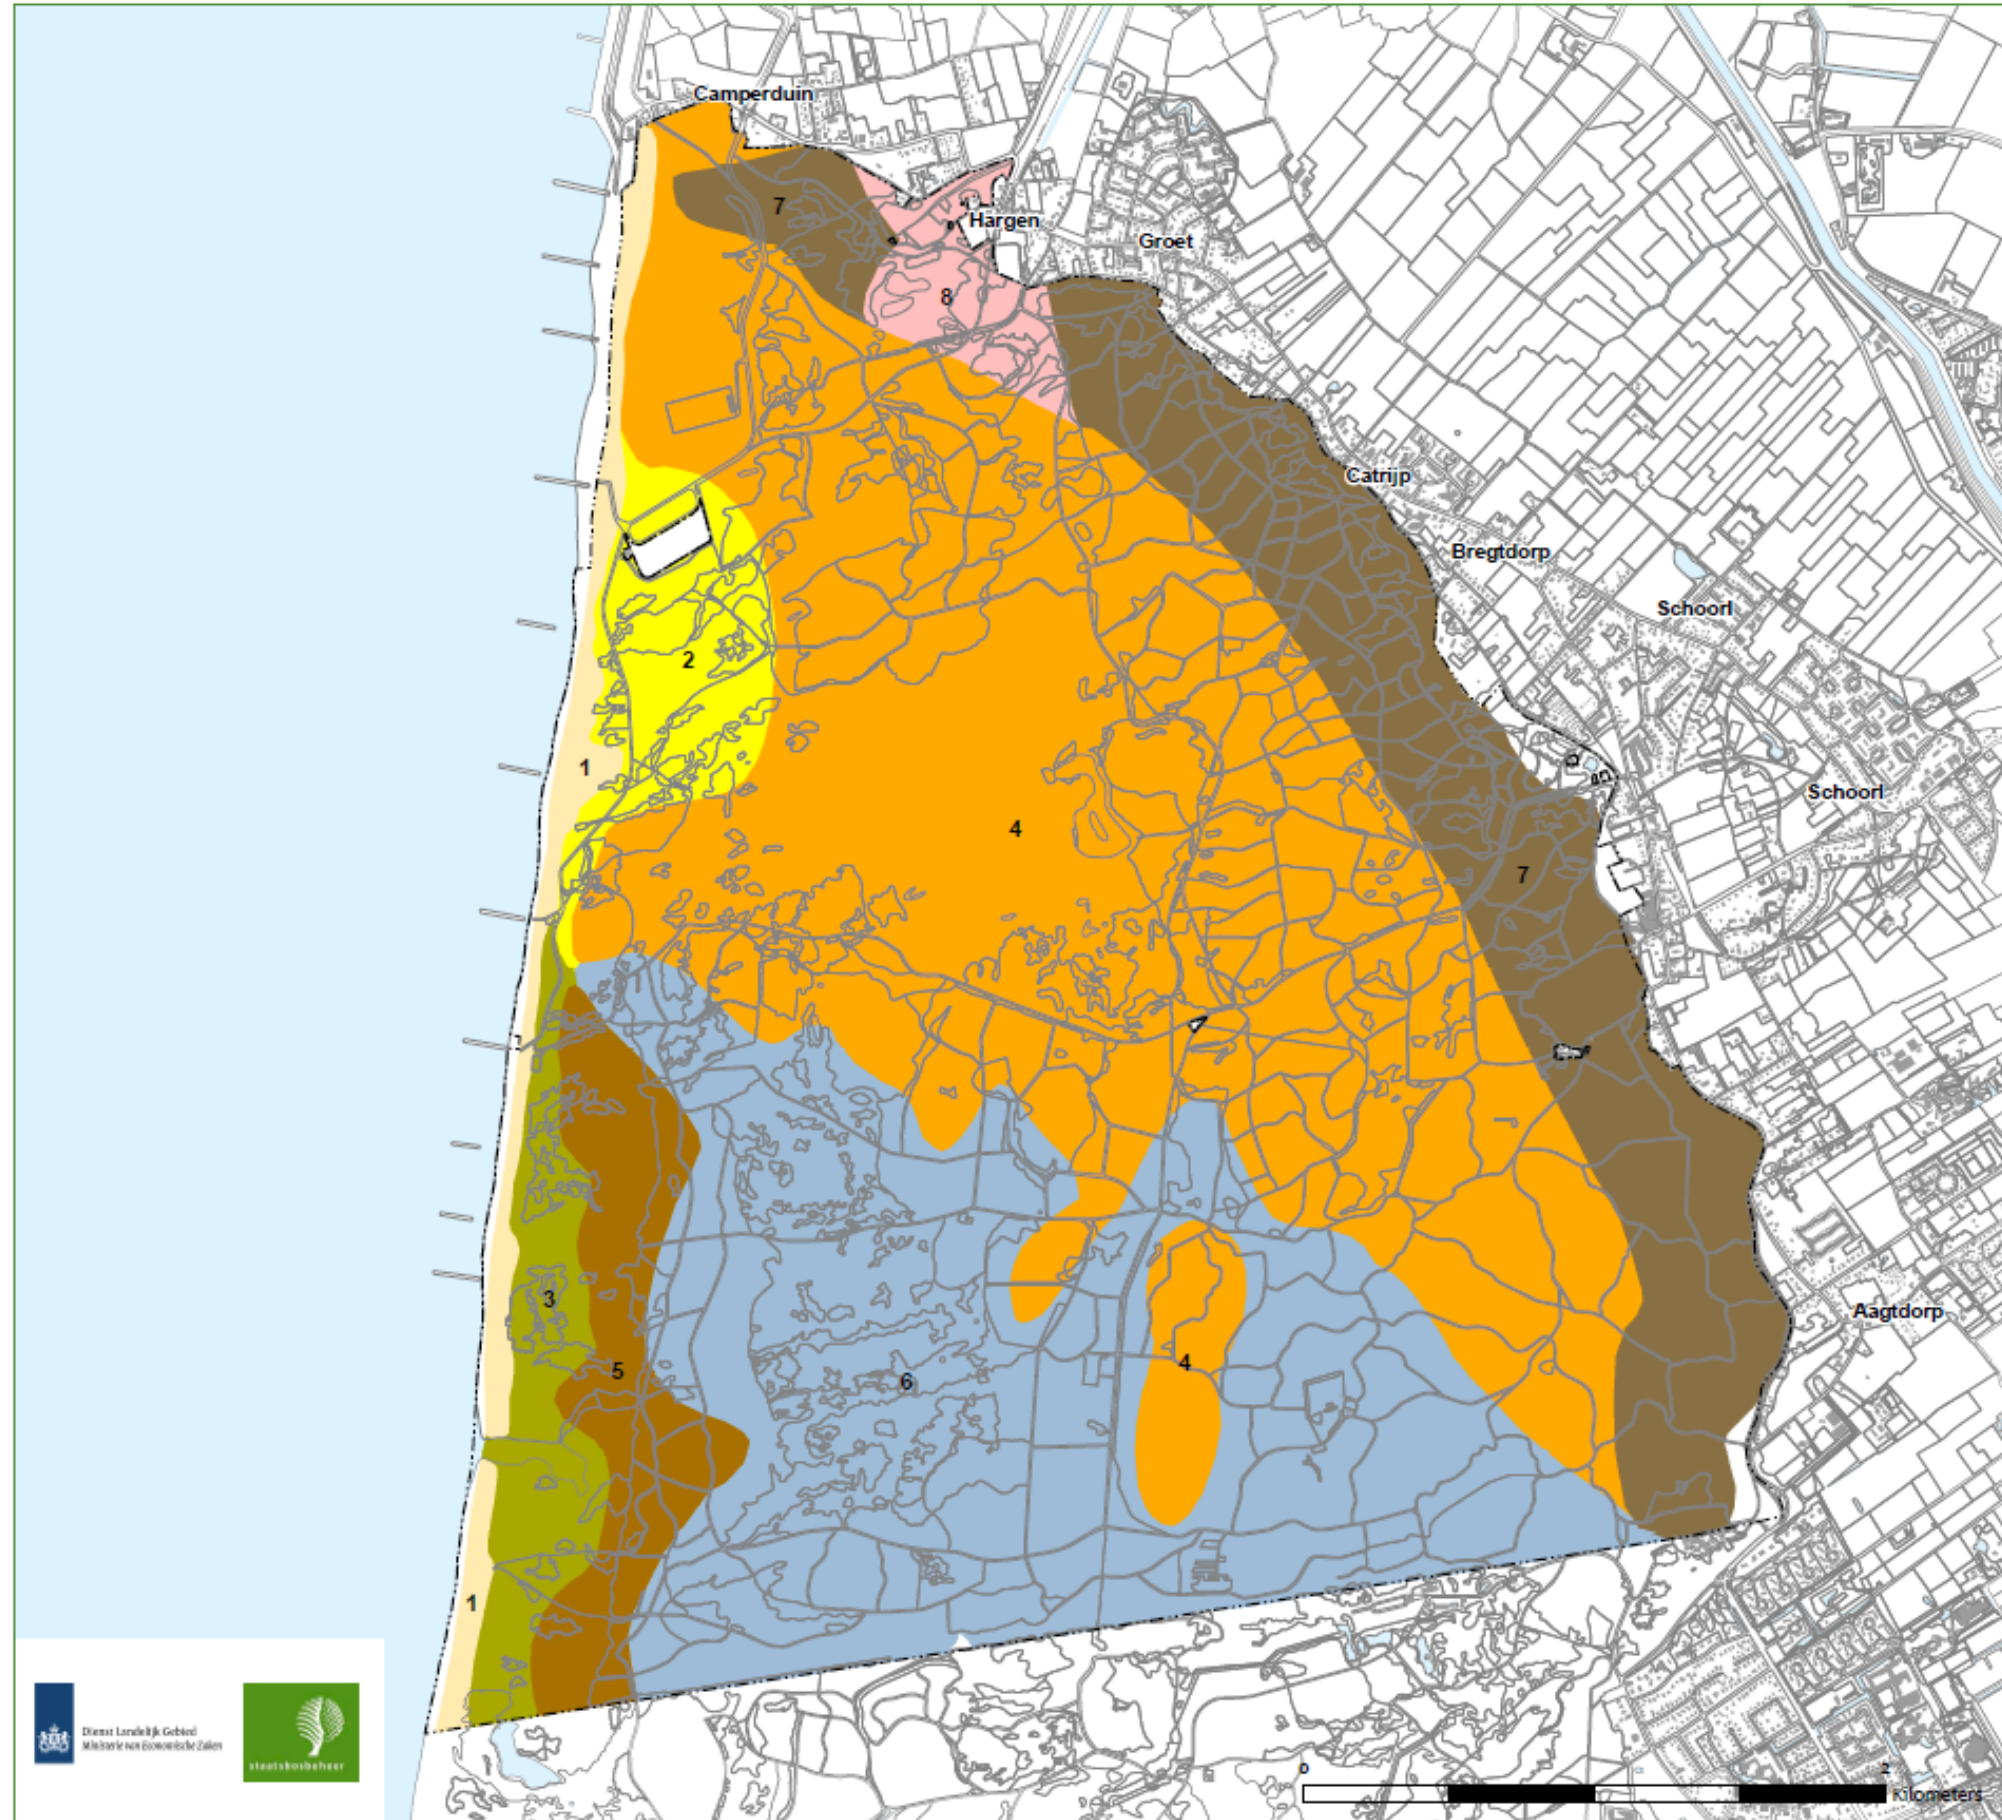 Camperduin
7
Hargen
Groet
8
Catrijp
Bregtdorp
Schoorl
2
1
Schoorl
4
7
3
Aagtdorp
5
4
6
1
Dienst Landelijk Gebied
Ministerie van Economische Zaken
staatsbosbeheer
0
2
Kilometers